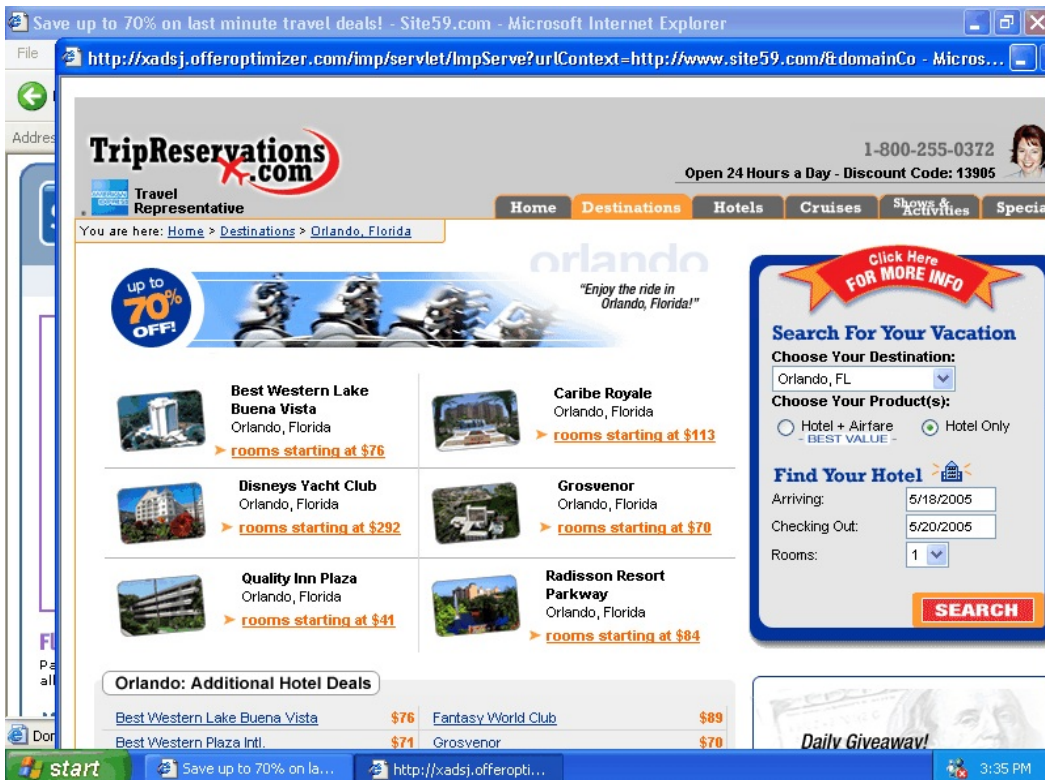 Save up to 70% on last minute travel deals! - Site59.com - Microsoft Internet Explorer
File
http://xadsj.offeroptimizer.com/imp/servlet/ImpServe?urlContext=http://www.site59.com/&domainCo - Micros...
Addres
TripReservations
.com
Travel
Representative
1-800-255-0372
Open 24 Hours a Day - Discount Code: 13905
Home Destinations Hotels Cruises Shows & Activities Specia
You are here: Home > Destinations > Orlando, Florida
orlando
up to
70%
OFF!
"Enjoy the ride in
Orlando, Florida!"
Click Here
FOR MORE INFO
Search For Your Vacation
Choose Your Destination:
Orlando, FL
Choose Your Product(s):
Hotel + Airfare
- BEST VALUE -
Hotel Only
Find Your Hotel
Arriving: 5/18/2005
Checking Out: 5/20/2005
Rooms: 1
SEARCH
Best Western Lake
Buena Vista
Orlando, Florida
rooms starting at $76
Caribe Royale
Orlando, Florida
rooms starting at $113
Disneys Yacht Club
Orlando, Florida
rooms starting at $292
Grosvenor
Orlando, Florida
rooms starting at $70
Quality Inn Plaza
Orlando, Florida
rooms starting at $41
Radisson Resort
Parkway
Orlando, Florida
rooms starting at $84
Orlando: Additional Hotel Deals
Best Western Lake Buena Vista $76 Fantasy World Club $89
Best Western Plaza Intl. $71 Grosvenor $70
Daily Giveaway!
Fl
Pa
all
Don
start
Save up to 70% on la...
http://xadsj.offeropti...
3:35 PM